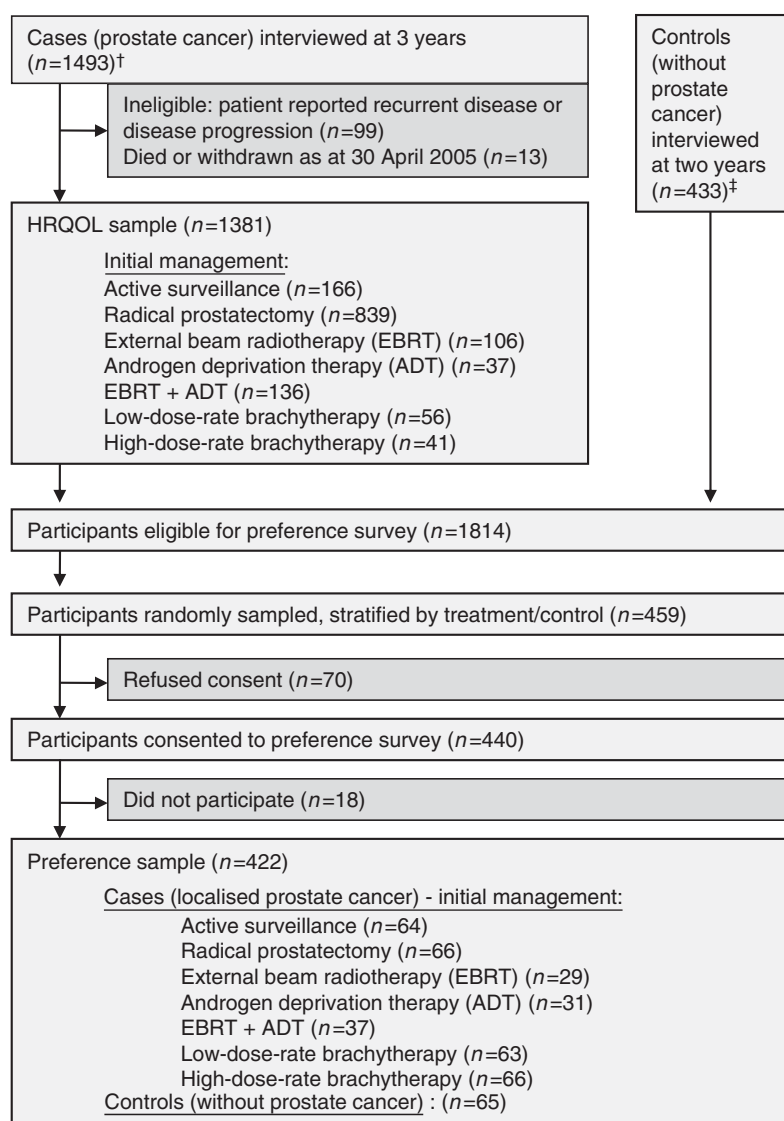 Cases (prostate cancer) interviewed at 3 years
(n=1493)†
Ineligible: patient reported recurrent disease or
disease progression (n=99)
Died or withdrawn as at 30 April 2005 (n=13)
Controls
(without
prostate
cancer)
interviewed
at two years
(n=433)‡
HRQOL sample (n=1381)
Initial management:
Active surveillance (n=166)
Radical prostatectomy (n=839)
External beam radiotherapy (EBRT) (n=106)
Androgen deprivation therapy (ADT) (n=37)
EBRT + ADT (n=136)
Low-dose-rate brachytherapy (n=56)
High-dose-rate brachytherapy (n=41)
Participants eligible for preference survey (n=1814)
Participants randomly sampled, stratified by treatment/control (n=459)
Refused consent (n=70)
Participants consented to preference survey (n=440)
Did not participate (n=18)
Preference sample (n=422)
Cases (localised prostate cancer) - initial management:
Active surveillance (n=64)
Radical prostatectomy (n=66)
External beam radiotherapy (EBRT) (n=29)
Androgen deprivation therapy (ADT) (n=31)
EBRT + ADT (n=37)
Low-dose-rate brachytherapy (n=63)
High-dose-rate brachytherapy (n=66)
Controls (without prostate cancer) : (n=65)